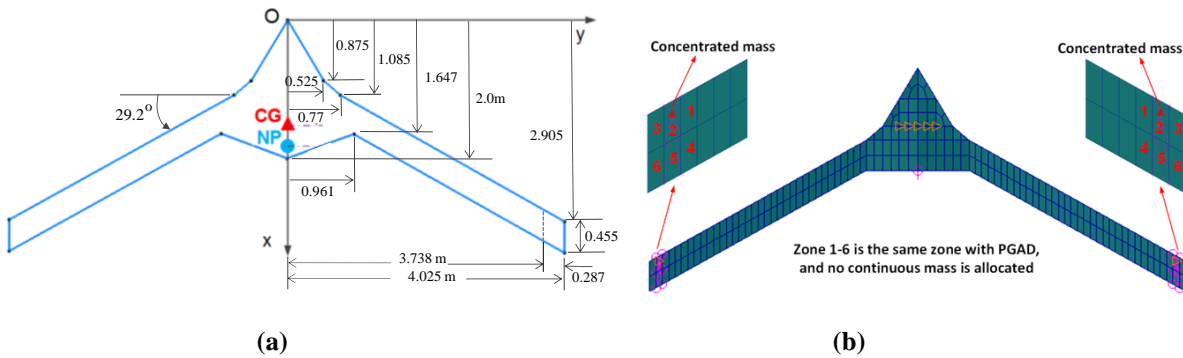 O
y
0.875
1.085
1.647
2.0m
2.905
0.525
0.77
29.2°
CG
NP
0.961
x
0.455
3.738 m
4.025 m
0.287
(a)
Concentrated mass
3 2 1
6 5 4
Concentrated mass
1 2 3
4 5 6
Zone 1-6 is the same zone with PGAD,
and no continuous mass is allocated
(b)